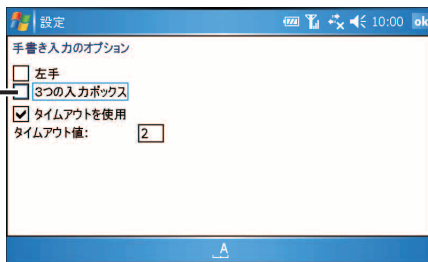 設定 10:00 ok
手書き入力のオプション
左手
3つの入力ボックス
タイムアウトを使用
タイムアウト値: 2
A